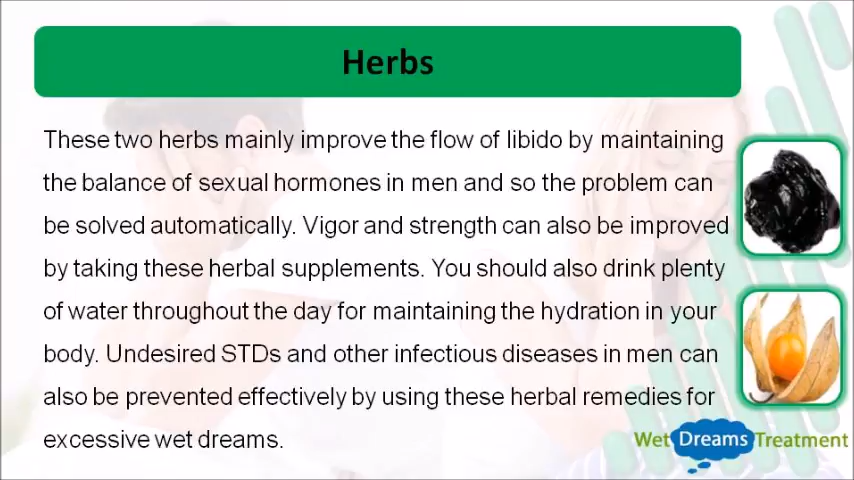 Herbs
These two herbs mainly improve the flow of libido by maintaining
the balance of sexual hormones in men and so the problem can
be solved automatically. Vigor and strength can also be improved
by taking these herbal supplements. You should also drink plenty
of water throughout the day for maintaining the hydration in your
body. Undesired STDs and other infectious diseases in men can
also be prevented effectively by using these herbal remedies for
excessive wet dreams.
Wet Dreams Treatment